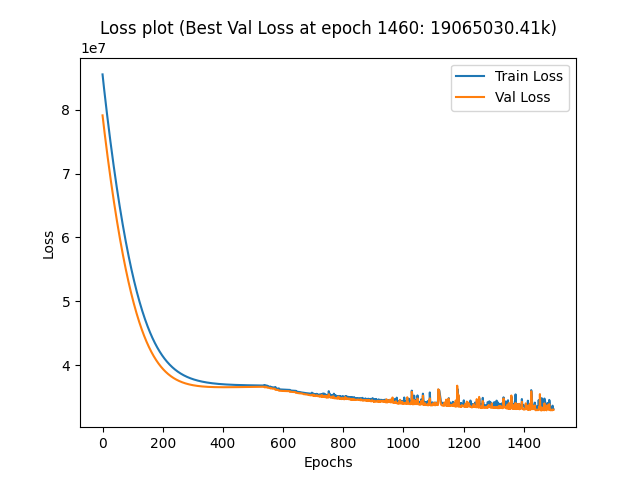 Loss plot (Best Val Loss at epoch 1460: 19065030.41k)
1e7
Train Loss
Val Loss
8
7
6
5
4
Loss
0 200 400 600 800 1000 1200 1400
Epochs